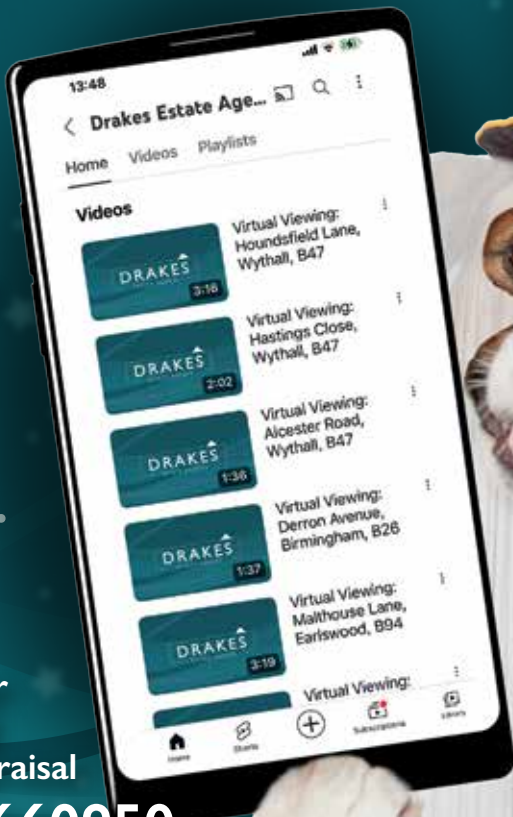 13:48
Drakes Estate Age...
Home Videos Playlists
Videos
DRAKES
3:16
Virtual Viewing:
Houndsfield Lane,
Wythall, B47
DRAKES
2:02
Virtual Viewing:
Hastings Close,
Wythall, B47
DRAKES
1:36
Virtual Viewing:
Alcester Road,
Wythall, B47
DRAKES
1:37
Virtual Viewing:
Derron Avenue,
Birmingham, B26
DRAKES
3:19
Virtual Viewing:
Malthouse Lane,
Earlswood, B94
Virtual Viewing:
Home Shorts Subscriptions Library